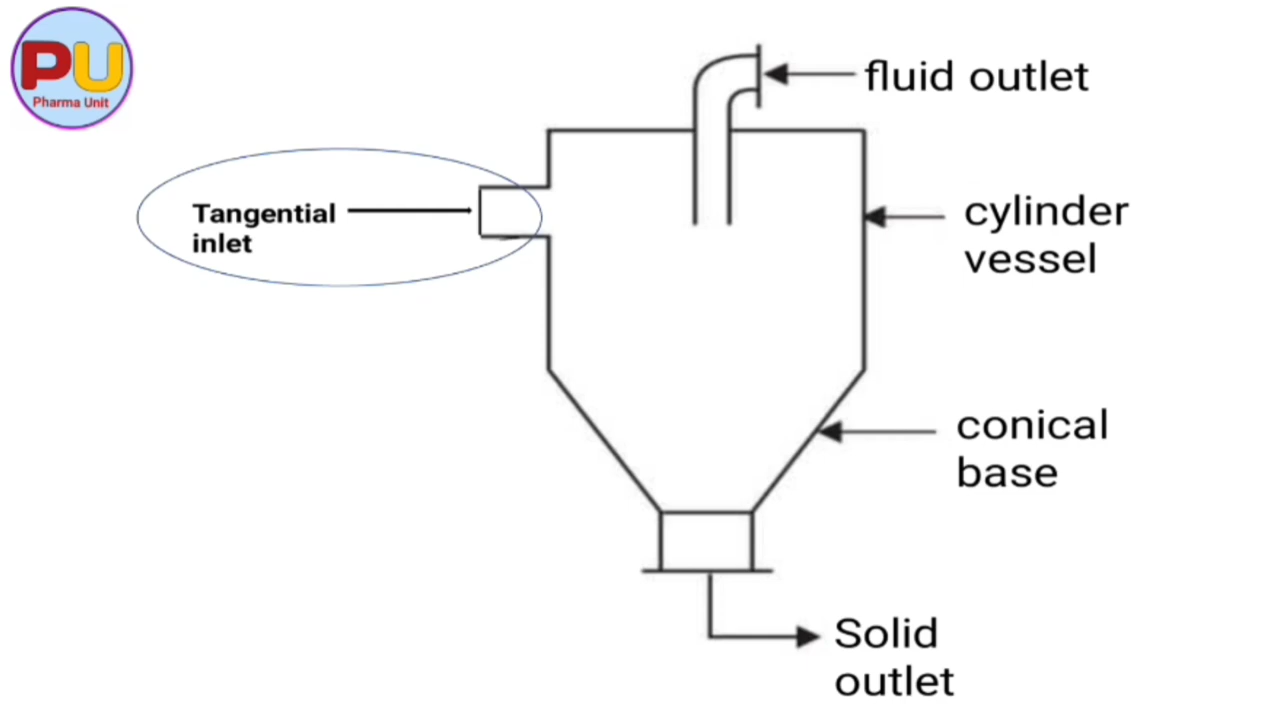 PU
Pharma Unit
fluid outlet
Tangential
inlet
cylinder
vessel
conical
base
Solid
outlet